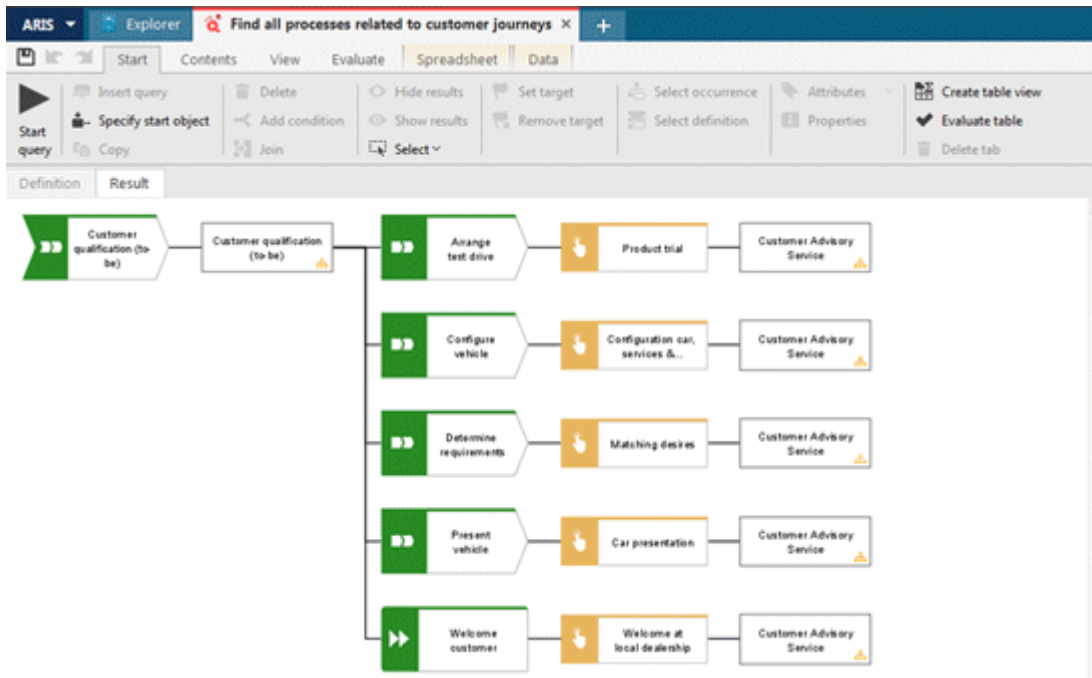 ARIS Explorer Find all processes related to customer journeys × +
Start Contents View Evaluate Spreadsheet Data
Insert query Delete Hide results Set target Select occurrence Attributes Create table view
Start Specify start object Add condition Show results Remove target Select definition Properties Evaluate table
query Copy Join Select Delete tab
Definition Result
Customer
qualification (to-
be)
Customer qualification
(to-be)
Arrange
test drive
Product trial
Customer Advisory
Service
Configure
vehicle
Configuration car,
services &...
Customer Advisory
Service
Determine
requirements
Matching desires
Customer Advisory
Service
Present
vehicle
Car presentation
Customer Advisory
Service
Welcome
customer
Welcome at
local dealership
Customer Advisory
Service